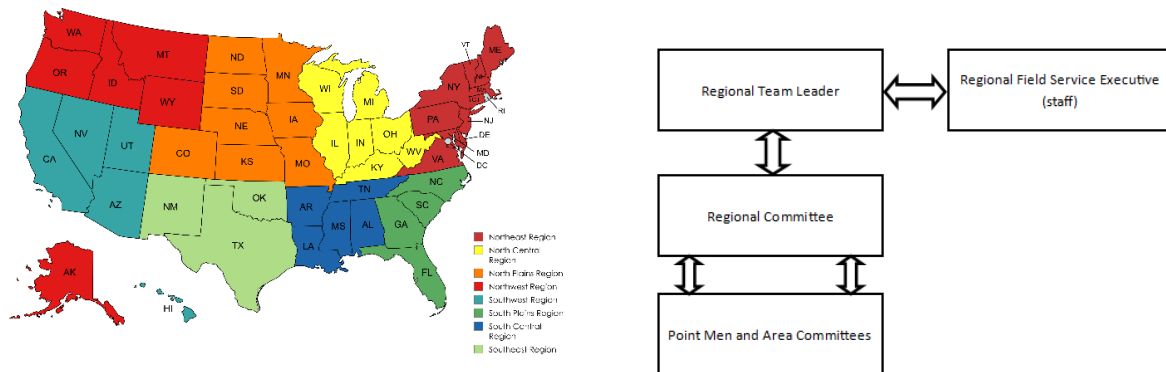 WA
MT
ND
MN
VT
ME
OR
ID
WY
SD
WI
MI
NY
NH
MA
RI
CT
NV
UT
CO
NE
IA
IL
IN
OH
PA
NJ
DE
MD
DC
CA
KS
MO
KY
WV
VA
AZ
NM
OK
AR
TN
NC
SC
TX
LA
MS
AL
GA
FL
AK
HI
Northeast Region
North Central
Region
North Plains Region
Northwest Region
Southwest Region
South Plains Region
South Central
Region
Southeast Region
Regional Team Leader
Regional Field Service Executive
(staff)
Regional Committee
Point Men and Area Committees